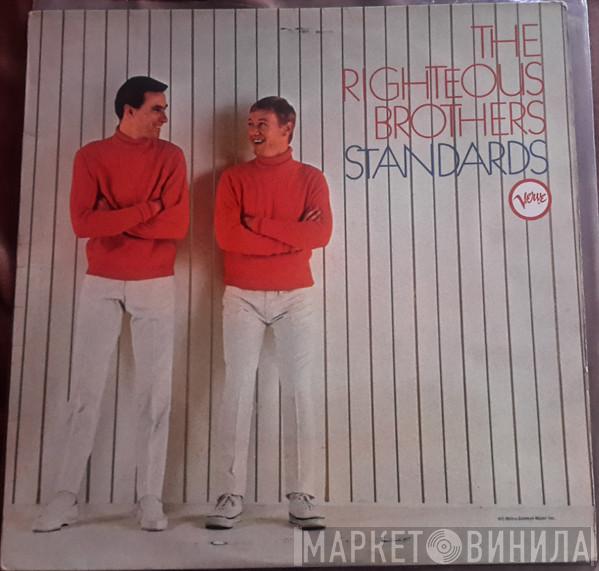 THE
RIGHTEOUS
BROTHERS
STANDARDS
Verve
МАРКЕТ ВИНИЛА